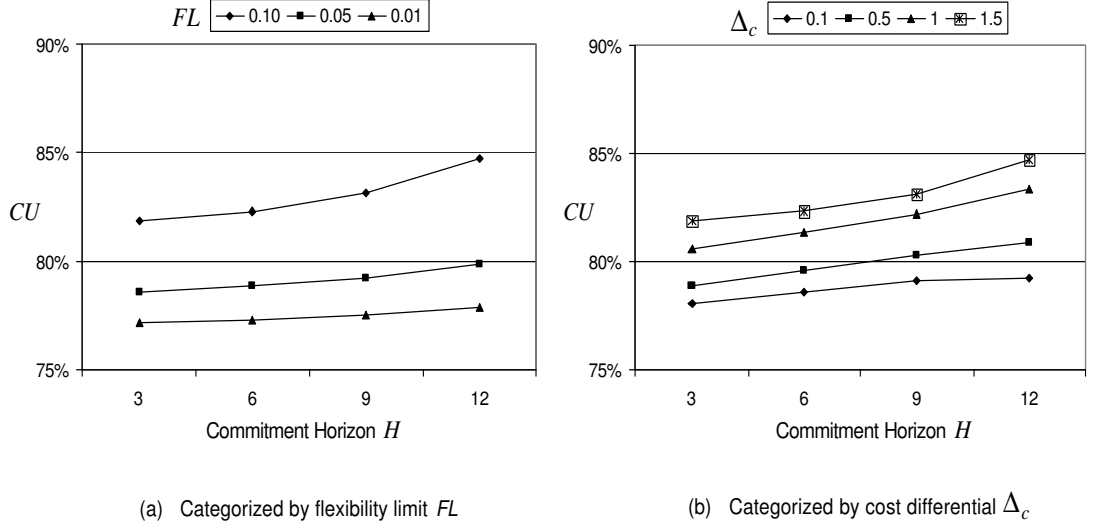 FL 0.10 0.05 0.01
90%
85%
CU
80%
75%
3 6 9 12
Commitment Horizon H
(a) Categorized by flexibility limit FL
Δc 0.1 0.5 1 1.5
90%
85%
CU
80%
75%
3 6 9 12
Commitment Horizon H
(b) Categorized by cost differential Δc